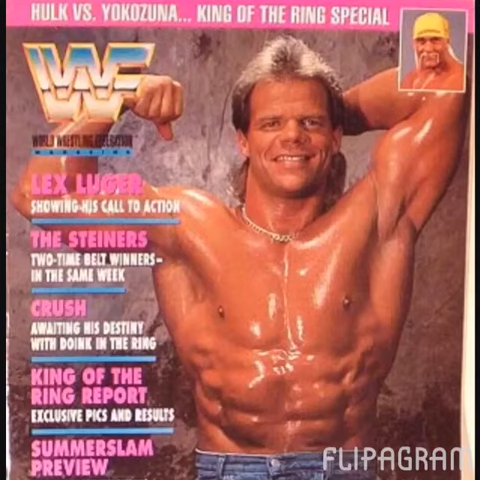 HULK VS. YOKOZUNA... KING OF THE RING SPECIAL
WF
WORLD WRESTLING FEDERATION
MAGAZINE
LEX LUGER
SHOWING HIS CALL TO ACTION
THE STEINERS
TWO-TIME BELT WINNERS–
IN THE SAME WEEK
CRUSH
AWAITING HIS DESTINY
WITH DOINK IN THE RING
KING OF THE
RING REPORT
EXCLUSIVE PICS AND RESULTS
SUMMERSLAM
PREVIEW
FLIPAGRAM